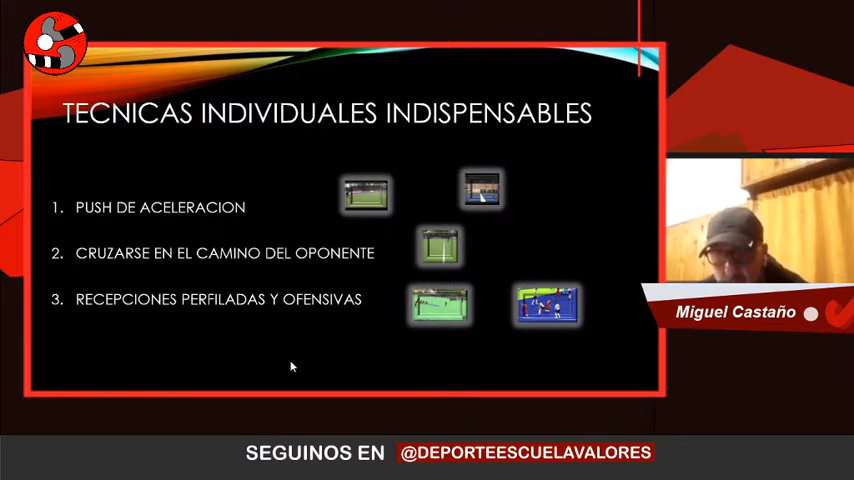 TECNICAS INDIVIDUALES INDISPENSABLES
1. PUSH DE ACELERACION
2. CRUZARSE EN EL CAMINO DEL OPONENTE
3. RECEPCIONES PERFILADAS Y OFENSIVAS
Miguel Castaño
SEGUINOS EN @DEPORTEESCUELAVALORES